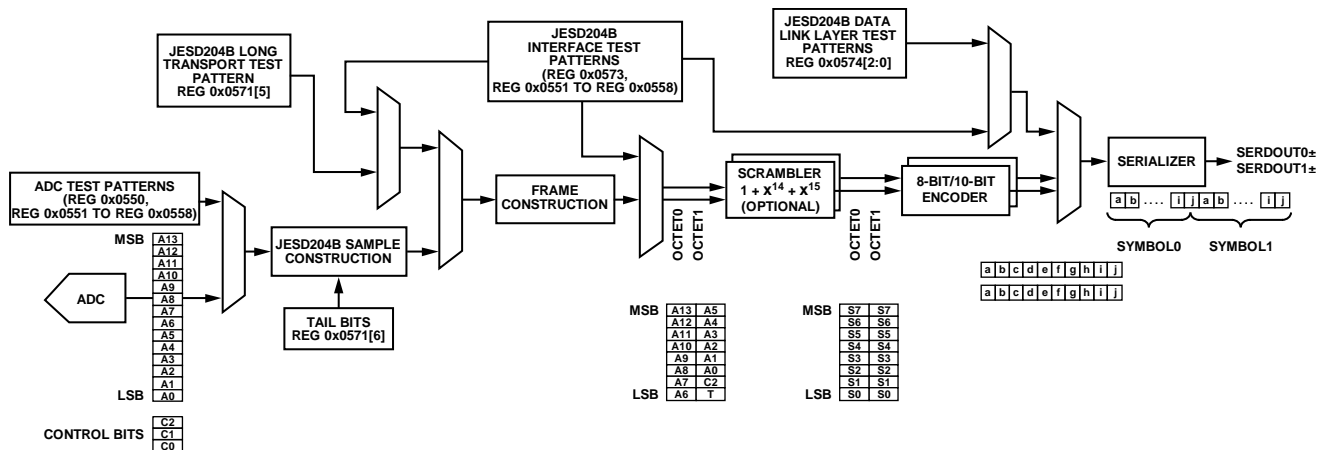 JESD204B LONG
TRANSPORT TEST
PATTERN
REG 0x0571[5]
JESD204B
INTERFACE TEST
PATTERNS
(REG 0x0573,
REG 0x0551 TO REG 0x0558)
JESD204B DATA
LINK LAYER TEST
PATTERNS
REG 0x0574[2:0]
ADC TEST PATTERNS
(REG 0x0550,
REG 0x0551 TO REG 0x0558)
MSB
A13
A12
A11
A10
A9
A8
A7
A6
A5
A4
A3
A2
A1
LSB A0
ADC
CONTROL BITS
C2
C1
C0
JESD204B SAMPLE
CONSTRUCTION
TAIL BITS
REG 0x0571[6]
FRAME
CONSTRUCTION
OCTET0
OCTET1
SCRAMBLER
1 + x14 + x15
(OPTIONAL)
OCTET0
OCTET1
8-BIT/10-BIT
ENCODER
SERIALIZER
SERDOUT0±
SERDOUT1±
a b .... i j a b .... i j
SYMBOL0 SYMBOL1
a b c d e f g h i j
a b c d e f g h i j
MSB A13 A5
A12 A4
A11 A3
A10 A2
A9 A1
A8 A0
A7 C2
LSB A6 T
MSB S7 S7
S6 S6
S5 S5
S4 S4
S3 S3
S2 S2
S1 S1
LSB S0 S0